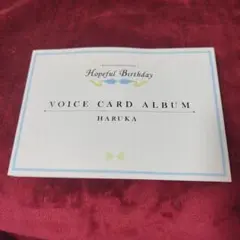 Hopeful Birthday
VOICE CARD ALBUM
HARUKA